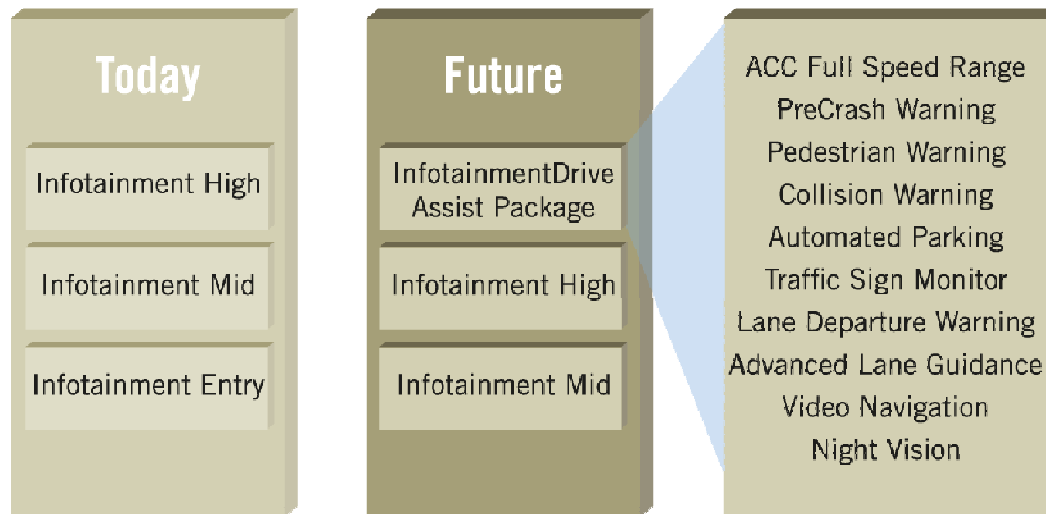 Today
Infotainment High
Infotainment Mid
Infotainment Entry
Future
InfotainmentDrive
Assist Package
Infotainment High
Infotainment Mid
ACC Full Speed Range
PreCrash Warning
Pedestrian Warning
Collision Warning
Automated Parking
Traffic Sign Monitor
Lane Departure Warning
Advanced Lane Guidance
Video Navigation
Night Vision